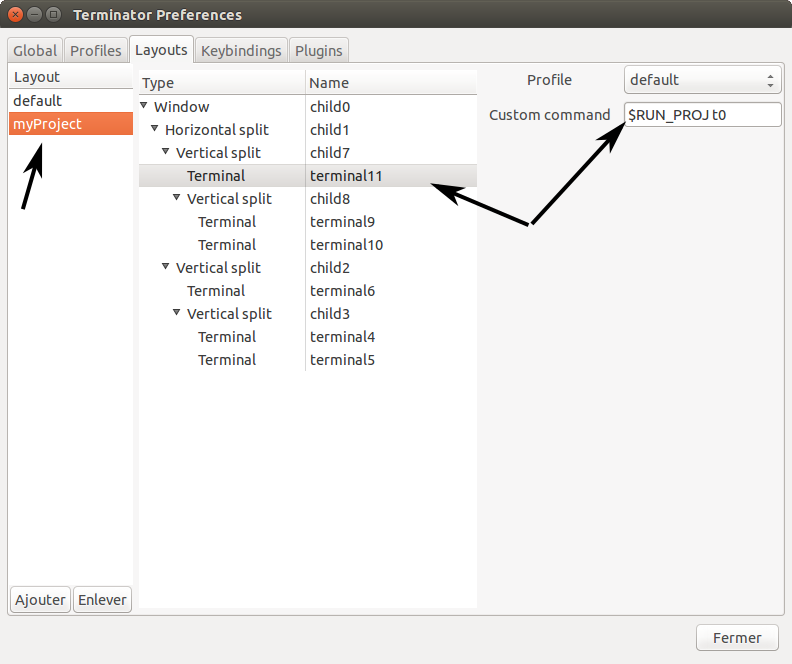 Terminator Preferences
Global Profiles Layouts Keybindings Plugins
Layout
default
myProject
Type Name
Window child0
Horizontal split child1
Vertical split child7
Terminal terminal11
Vertical split child8
Terminal terminal9
Terminal terminal10
Vertical split child2
Terminal terminal6
Vertical split child3
Terminal terminal4
Terminal terminal5
Profile default
Custom command $RUN_PROJ t0
Ajouter Enlever
Fermer